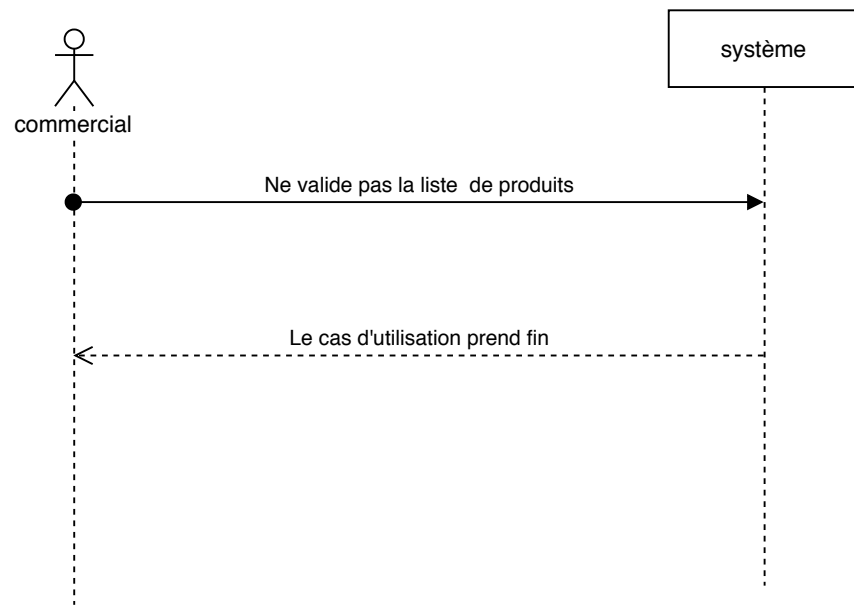 système
commercial
Ne valide pas la liste de produits
Le cas d'utilisation prend fin